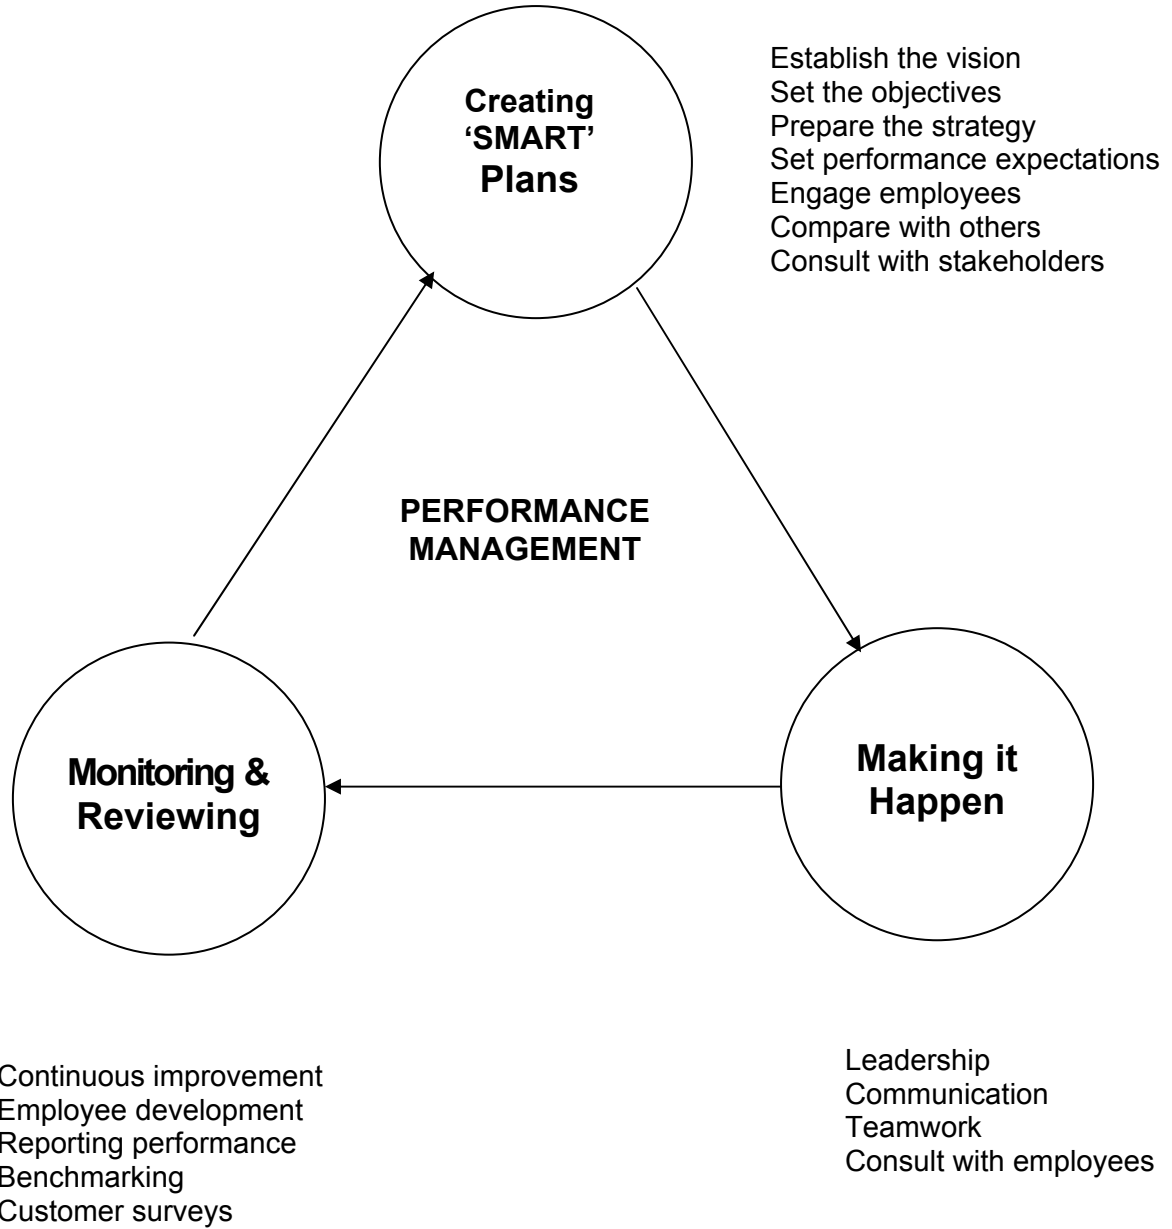 Creating
‘SMART’
Plans
Establish the vision
Set the objectives
Prepare the strategy
Set performance expectations
Engage employees
Compare with others
Consult with stakeholders
PERFORMANCE
MANAGEMENT
Monitoring &
Reviewing
Making it
Happen
Continuous improvement
Employee development
Reporting performance
Benchmarking
Customer surveys
Leadership
Communication
Teamwork
Consult with employees